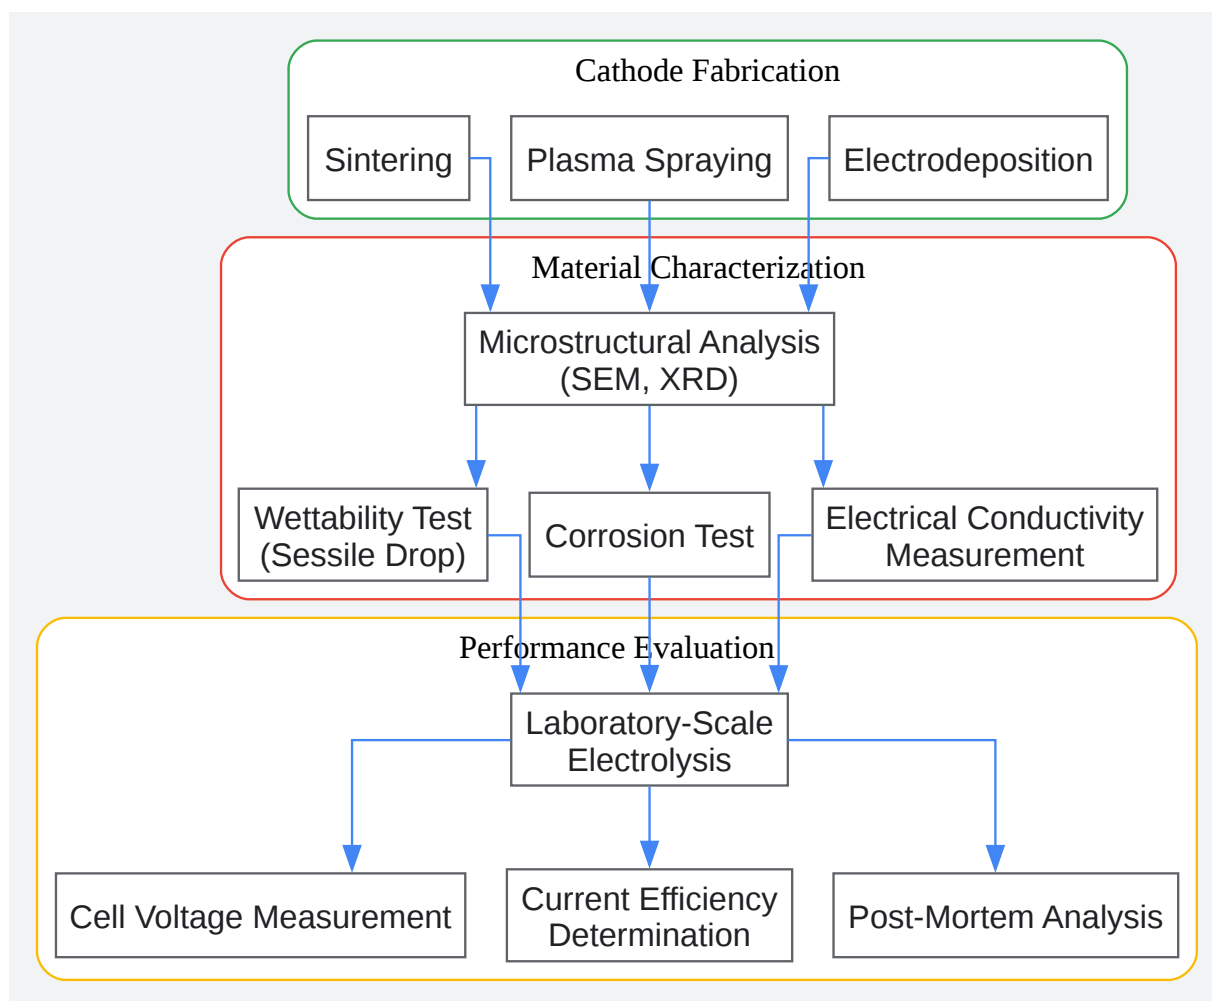 Cathode Fabrication
Sintering
Plasma Spraying
Electrodeposition
Material Characterization
Microstructural Analysis
(SEM, XRD)
Wettability Test
(Sessile Drop)
Corrosion Test
Electrical Conductivity
Measurement
Performance Evaluation
Laboratory-Scale
Electrolysis
Cell Voltage Measurement
Current Efficiency
Determination
Post-Mortem Analysis